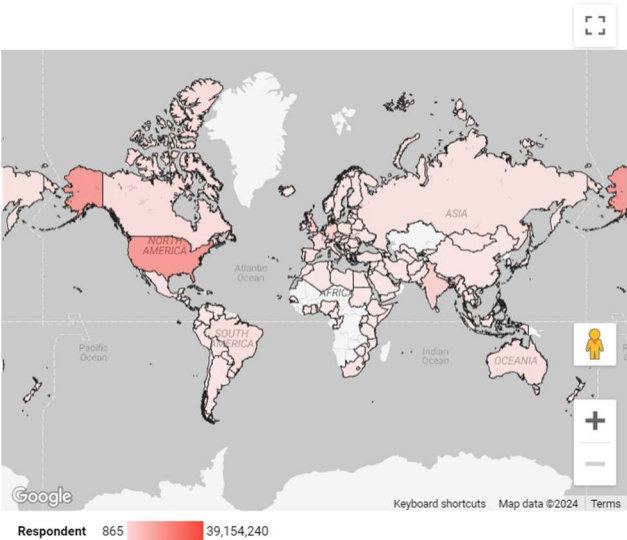 ASIA
NORTH
AMERICA
Atlantic
Ocean
AFRICA
SOUTH
AMERICA
Pacific
Ocean
Indian
Ocean
OCEANIA
P
Google
Keyboard shortcuts Map data ©2024 Terms
Respondent 865 39,154,240